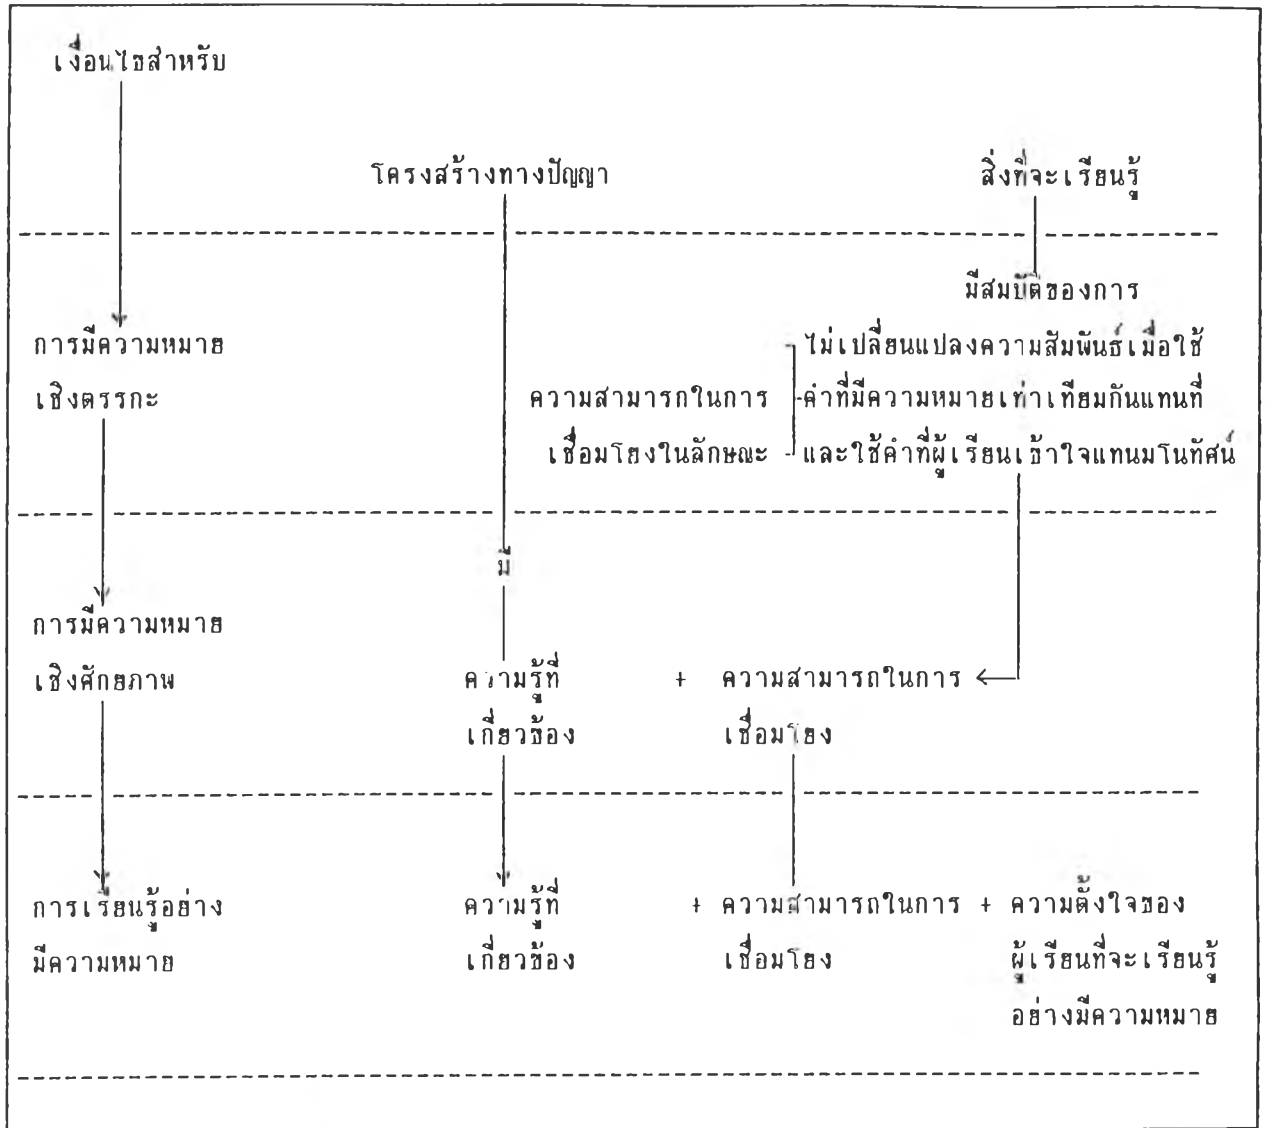 เงื่อนไขสำหรับ
โครงสร้างทางปัญญา สิ่งที่จะเรียนรู้
มีสมบัติของการ
การมีความหมาย ไม่เปลี่ยนแปลงความสัมพันธ์เมื่อใช้
เชิงตรรกะ ความสามารถในการ คำที่มีความหมายเท่าเทียมกันแทนที่
เชื่อมโยงในลักษณะ และใช้คำที่ผู้เรียนเข้าใจแทนมโนทัศน์
มี
การมีความหมาย
เชิงศักยภาพ ความรู้ที่ + ความสามารถในการ
เกี่ยวข้อง เชื่อมโยง
การเรียนรู้อย่าง ความรู้ที่ + ความสามารถในการ + ความตั้งใจของ
มีความหมาย เกี่ยวข้อง เชื่อมโยง ผู้เรียนที่จะเรียนรู้
อย่างมีความหมาย